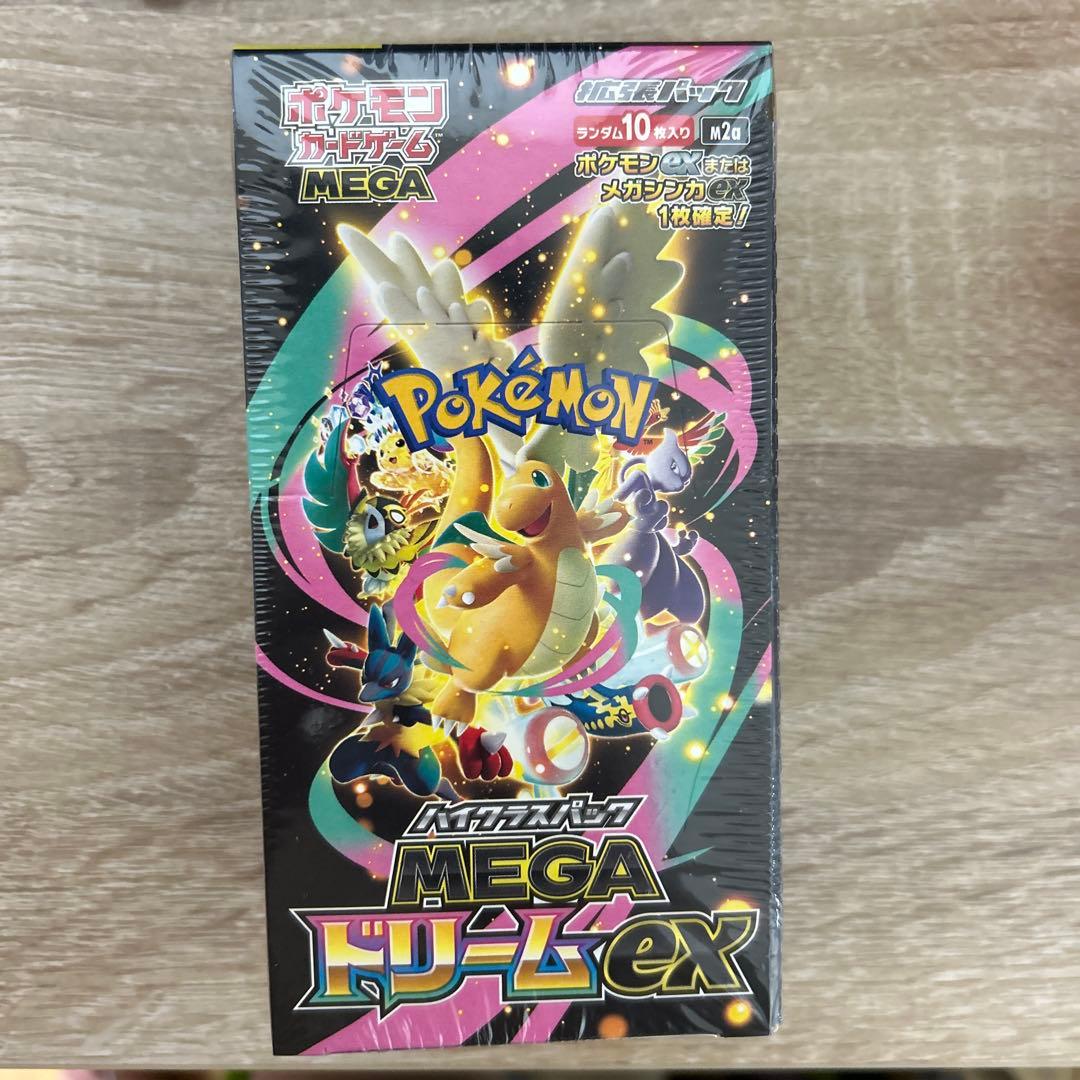 ポケモン
カードゲーム™
MEGA
拡張パック
ランダム10枚入り
M2a
ポケモンexまたは
メガシンカex
1枚確定!
POKÉMON™
ハイクラスパック
MEGA
ドリームex